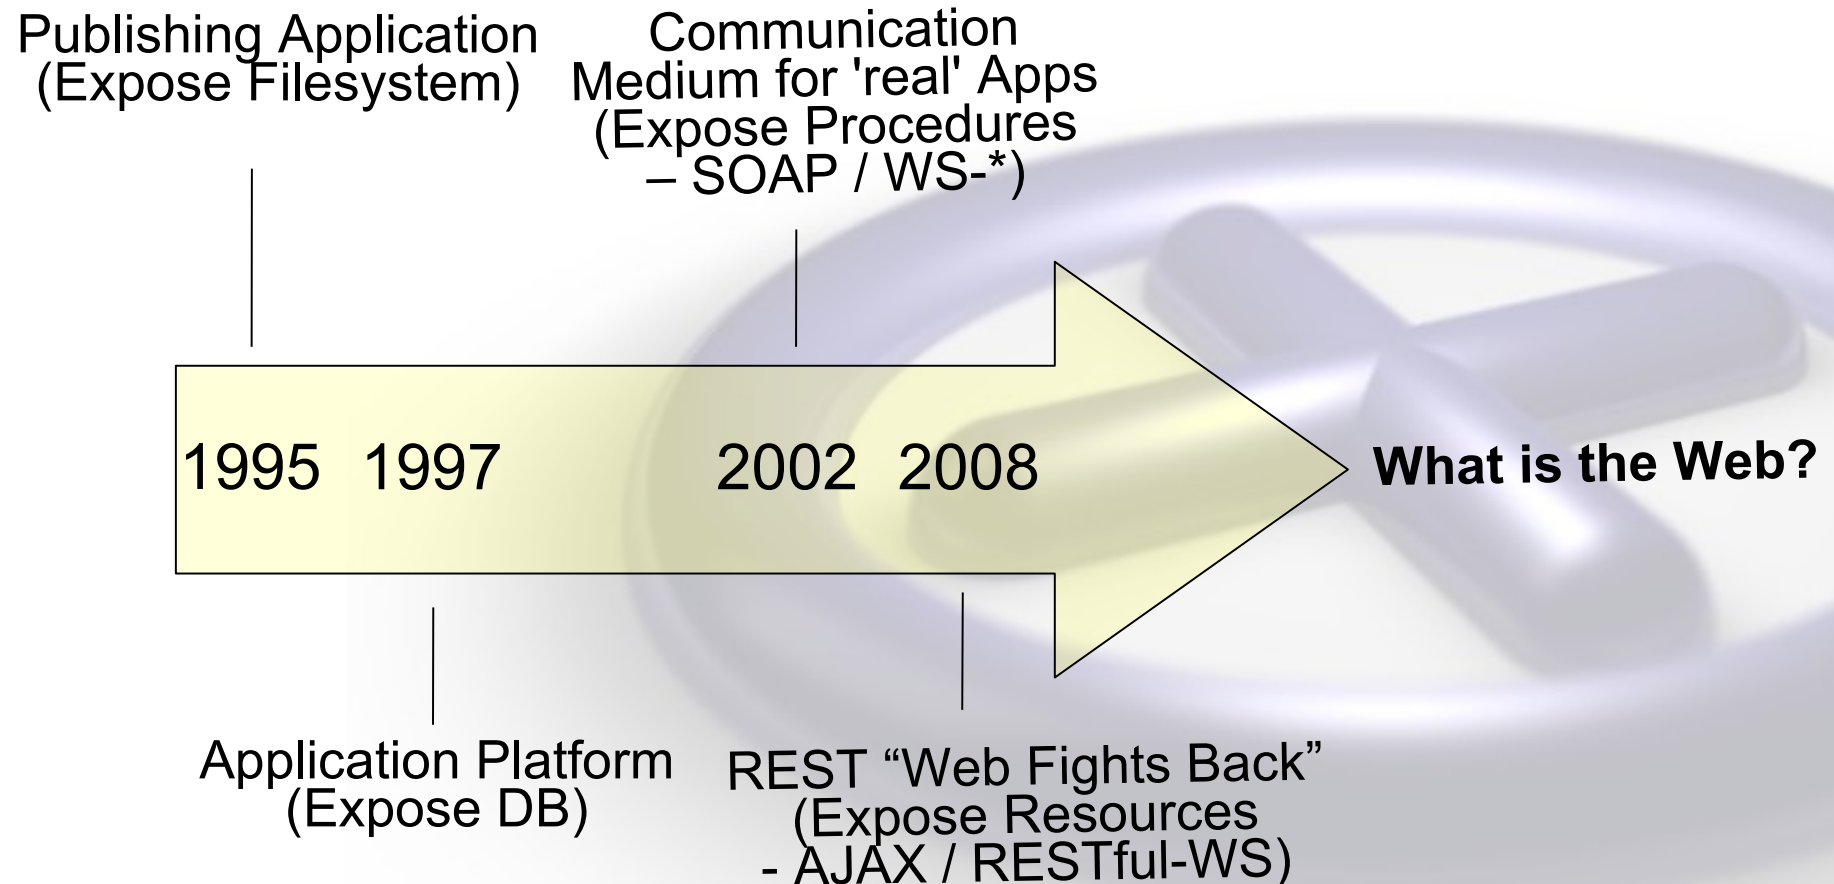 Publishing Application
(Expose Filesystem)
Communication
Medium for 'real' Apps
(Expose Procedures
– SOAP / WS-*)
1995 1997 2002 2008
What is the Web?
Application Platform
(Expose DB)
REST “Web Fights Back”
(Expose Resources
- AJAX / RESTful-WS)